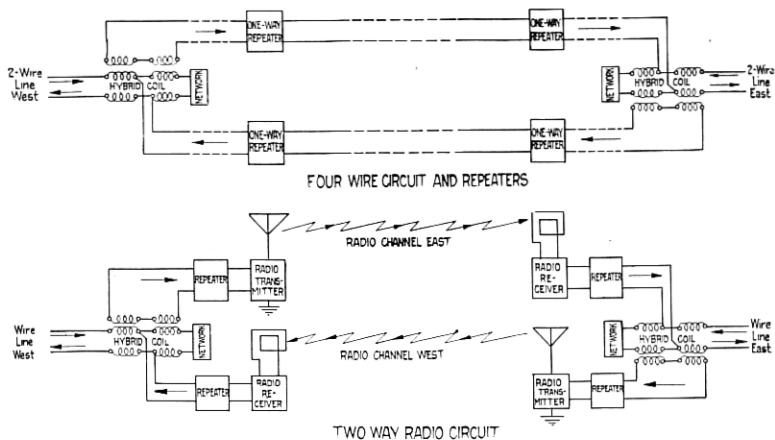 ONE-WAY
REPEATER
ONE-WAY
REPEATER
2-Wire
Line
West
HYBRID COIL
NETWORK
NETWORK
HYBRID COIL
2-Wire
Line
East
ONE-WAY
REPEATER
ONE-WAY
REPEATER
FOUR WIRE CIRCUIT AND REPEATERS
RADIO CHANNEL EAST
REPEATER
RADIO
TRANS-
MITTER
RADIO
RE-
CEIVER
REPEATER
Wire
Line
West
HYBRID COIL
NETWORK
RADIO CHANNEL WEST
NETWORK
HYBRID COIL
Wire
Line
East
REPEATER
RADIO
RE-
CEIVER
RADIO
TRANS-
MITTER
REPEATER
TWO WAY RADIO CIRCUIT